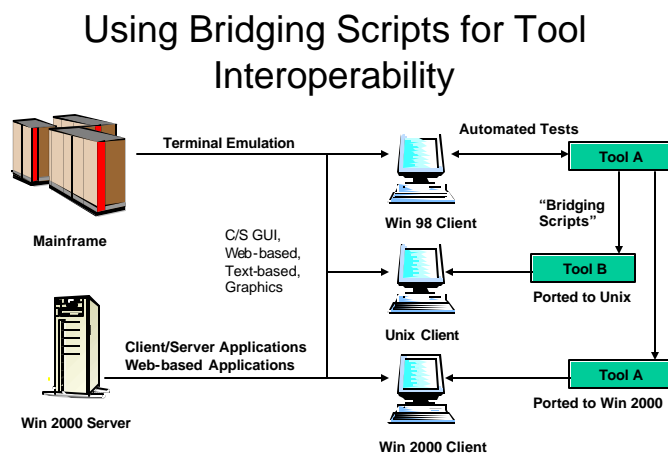 Using Bridging Scripts for Tool
Interoperability
Terminal Emulation
Automated Tests
Tool A
Mainframe
Win 98 Client
"Bridging
Scripts"
C/S GUI,
Web-based,
Text-based,
Graphics
Tool B
Ported to Unix
Unix Client
Client/Server Applications
Web-based Applications
Tool A
Ported to Win 2000
Win 2000 Server
Win 2000 Client